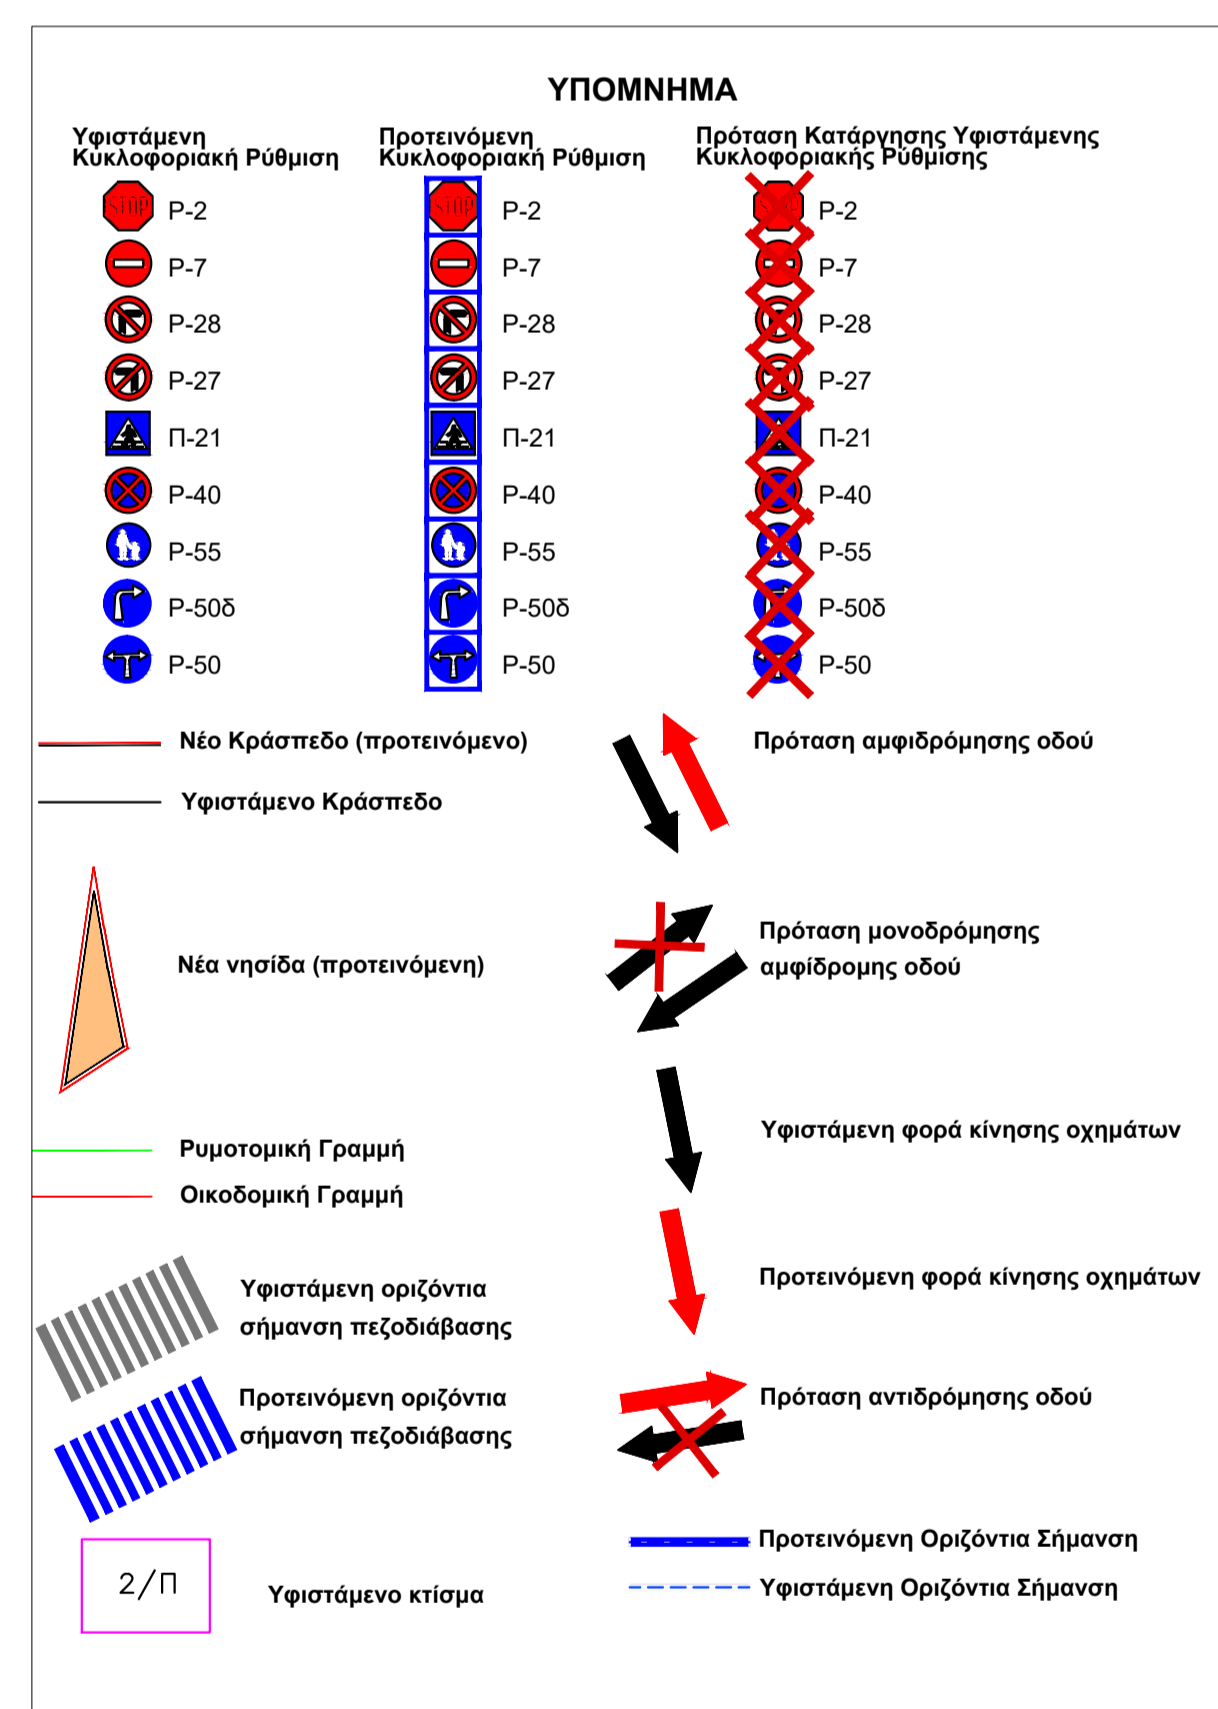 ΥΠΟΜΝΗΜΑ
Υφιστάμενη
Κυκλοφοριακή Ρύθμιση
Προτεινόμενη
Κυκλοφοριακή Ρύθμιση
Πρόταση Κατάργησης Υφιστάμενης
Κυκλοφοριακής Ρύθμισης
STOP P-2 STOP P-2 STOP P-2
P-7 P-7 P-7
P-28 P-28 P-28
P-27 P-27 P-27
Π-21 Π-21 Π-21
P-40 P-40 P-40
P-55 P-55 P-55
P-50δ P-50δ P-50δ
P-50 P-50 P-50
Νέο Κράσπεδο (προτεινόμενο)
Υφιστάμενο Κράσπεδο
Νέα νησίδα (προτεινόμενη)
Ρυμοτομική Γραμμή
Οικοδομική Γραμμή
Υφιστάμενη οριζόντια
σήμανση πεζοδιάβασης
Προτεινόμενη οριζόντια
σήμανση πεζοδιάβασης
2/Π
Υφιστάμενο κτίσμα
Πρόταση αμφιδρόμησης οδού
Πρόταση μονοδρόμησης
αμφίδρομης οδού
Υφιστάμενη φορά κίνησης οχημάτων
Προτεινόμενη φορά κίνησης οχημάτων
Πρόταση αντιδρόμησης οδού
Προτεινόμενη Οριζόντια Σήμανση
Υφιστάμενη Οριζόντια Σήμανση